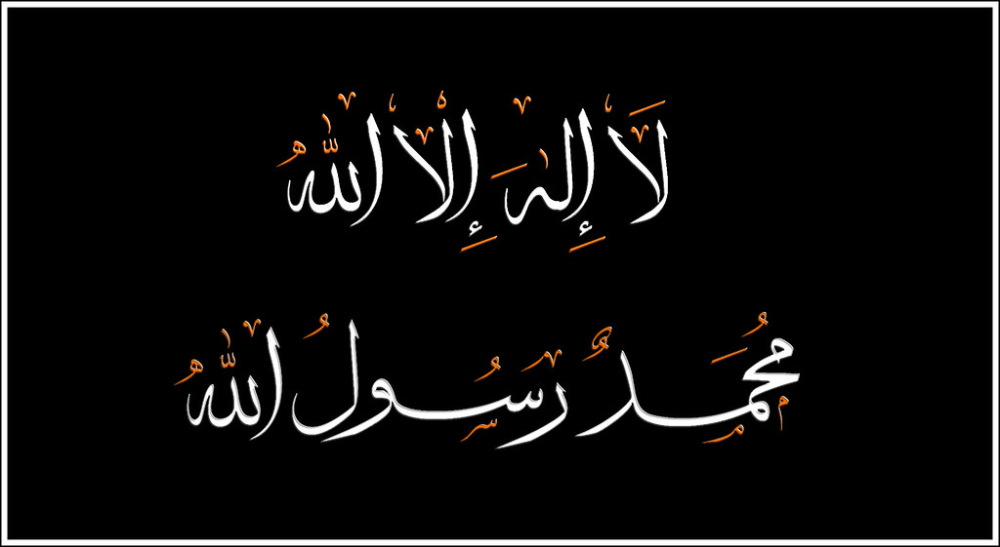 لَا إِلٰهَ إِلَّا اللّٰهُ
مُحَمَّدٌ رَسُولُ اللّٰهُ